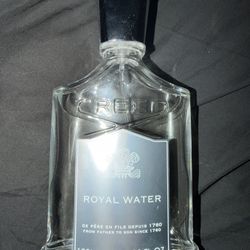 CREED
ROYAL WATER
DE PÈRE EN FILS DEPUIS 1760
FROM FATHER TO SON SINCE 1760